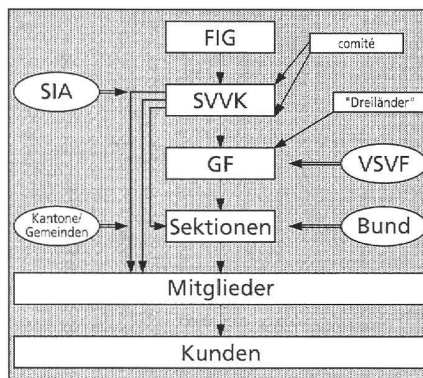 FIG
comité
SIA
SVVK
"Dreiländer"
GF
VSVF
Kantone/
Gemeinden
Sektionen
Bund
Mitglieder
Kunden